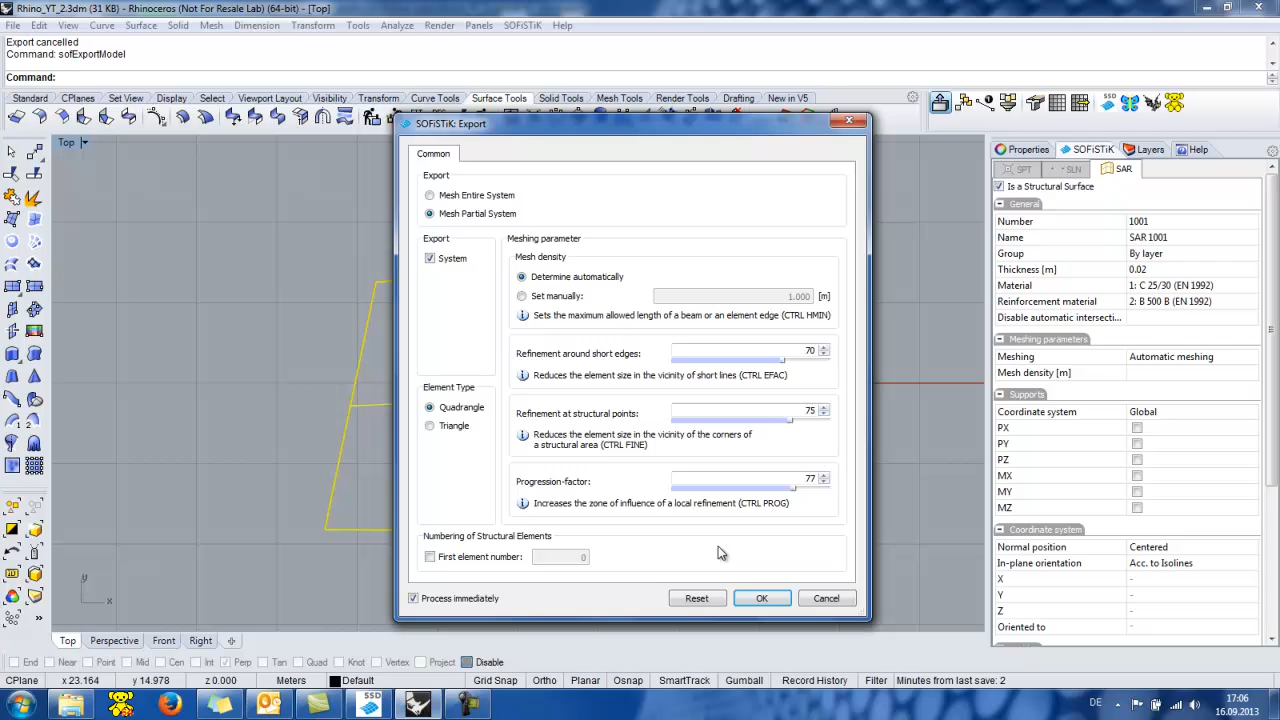 Rhino_YT_2.3dm (31 KB) - Rhinoceros (Not For Resale Lab) (64-bit) - [Top]
File Edit View Curve Surface Solid Mesh Dimension Transform Tools Analyze Render Panels SOFiSTiK Help
Export cancelled
Command: sofExportModel
Command:
Standard CPlanes Set View Display Select Viewport Layout Visibility Transform Curve Tools Surface Tools Solid Tools Mesh Tools Render Tools Drafting New in V5
SSD
Top
SOFiSTiK: Export
Common
Export
Mesh Entire System
Mesh Partial System
Export
System
Meshing parameter
Mesh density
Determine automatically
Set manually: 1.000 [m]
Sets the maximum allowed length of a beam or an element edge (CTRL HMIN)
Refinement around short edges: 70
Reduces the element size in the vicinity of short lines (CTRL EFAC)
Element Type
Quadrangle
Triangle
Refinement at structural points: 75
Reduces the element size in the vicinity of the corners of
a structural area (CTRL FINE)
Progression-factor: 77
Increases the zone of influence of a local refinement (CTRL PROG)
Numbering of Structural Elements
First element number: 0
Process immediately
Reset OK Cancel
Properties SOFiSTiK Layers Help
SPT SLN SAR
Is a Structural Surface
General
Number 1001
Name SAR 1001
Group By layer
Thickness [m] 0.02
Material 1: C 25/30 (EN 1992)
Reinforcement material 2: B 500 B (EN 1992)
Disable automatic intersecti...
Meshing parameters
Meshing Automatic meshing
Mesh density [m]
Supports
Coordinate system Global
PX
PY
PZ
MX
MY
MZ
Coordinate system
Normal position Centered
In-plane orientation Acc. to Isolines
X -
Y -
Z -
Oriented to -
y
x
Top Perspective Front Right
End Near Point Mid Cen Int Perp Tan Quad Knot Vertex Project Disable
CPlane x 23.164 y 14.978 z 0.000 Meters Default Grid Snap Ortho Planar Osnap SmartTrack Gumball Record History Filter Minutes from last save: 2
SSD
DE
17:06
16.09.2013